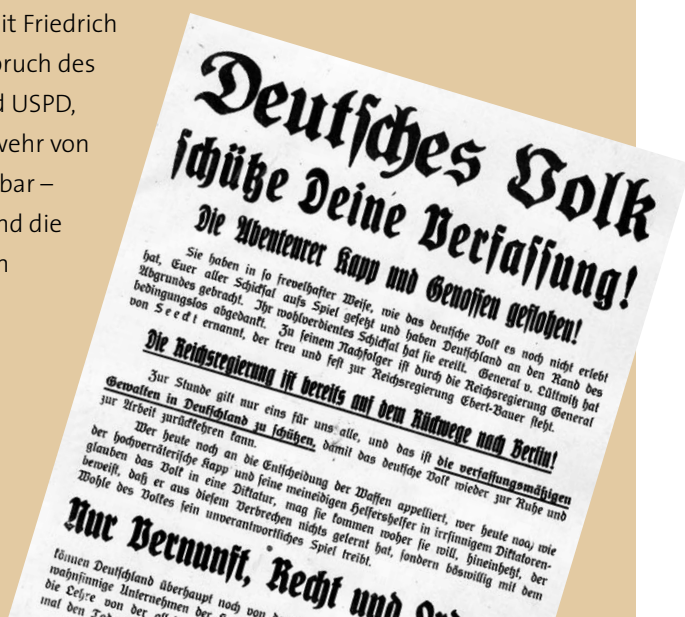 it Friedrich
pruch des
d USPD,
wehr von
bar –
nd die
n
Deutsches Volk
schütze Deine Verfassung!
Die Abenteurer Kapp und Genossen geflohen!
Sie haben in so frevelhafter Weise, wie das deutsche Volk es noch nicht erlebt
hat, Euer aller Schicksal aufs Spiel gesetzt und haben Deutschland an den Rand des
Abgrundes gebracht. Ihr wohlverdientes Schicksal hat sie ereilt. General v. Lüttwitz hat
bedingungslos abgedankt. Zu seinem Nachfolger ist durch die Reichsregierung General
von Seeckt ernannt, der treu und fest zur Reichsregierung Ebert-Bauer steht.
Die Reichsregierung ist bereits auf dem Rückwege nach Berlin!
Zur Stunde gilt nur eins für uns alle, und das ist die verfassungsmäßigen
Gewalten in Deutschland zu schützen, damit das deutsche Volk wieder zur Ruhe und
zur Arbeit zurückkehren kann.
Wer heute noch an die Entscheidung der Waffen appelliert, wer heute noch wie
der hochverräterische Kapp und seine meineidigen Helfershelfer in irrsinnigem Diktatoren-
glauben das Volk in eine Diktatur, mag sie kommen woher sie will, hineinhetzt, der
beweist, daß er aus diesem Verbrechen nichts gelernt hat, sondern böswillig mit dem
Wohle des Volkes sein unverantwortliches Spiel treibt.
Nur Vernunft, Recht und Ord
können Deutschland überhaupt noch von
wahnsinnige Unternehmen der
die Lehre von der
mal den